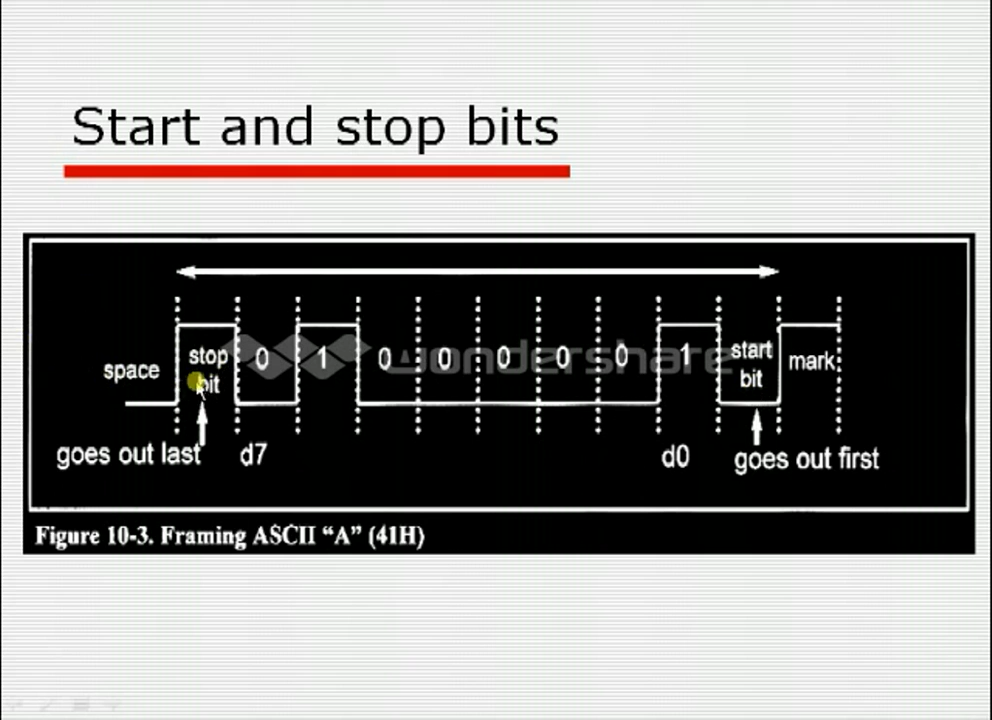 Start and stop bits
space
stop
bit
0
1
0
0
0
0
0
1
start
bit
mark
wondershare
goes out last
d7
d0
goes out first
Figure 10-3. Framing ASCII “A” (41H)